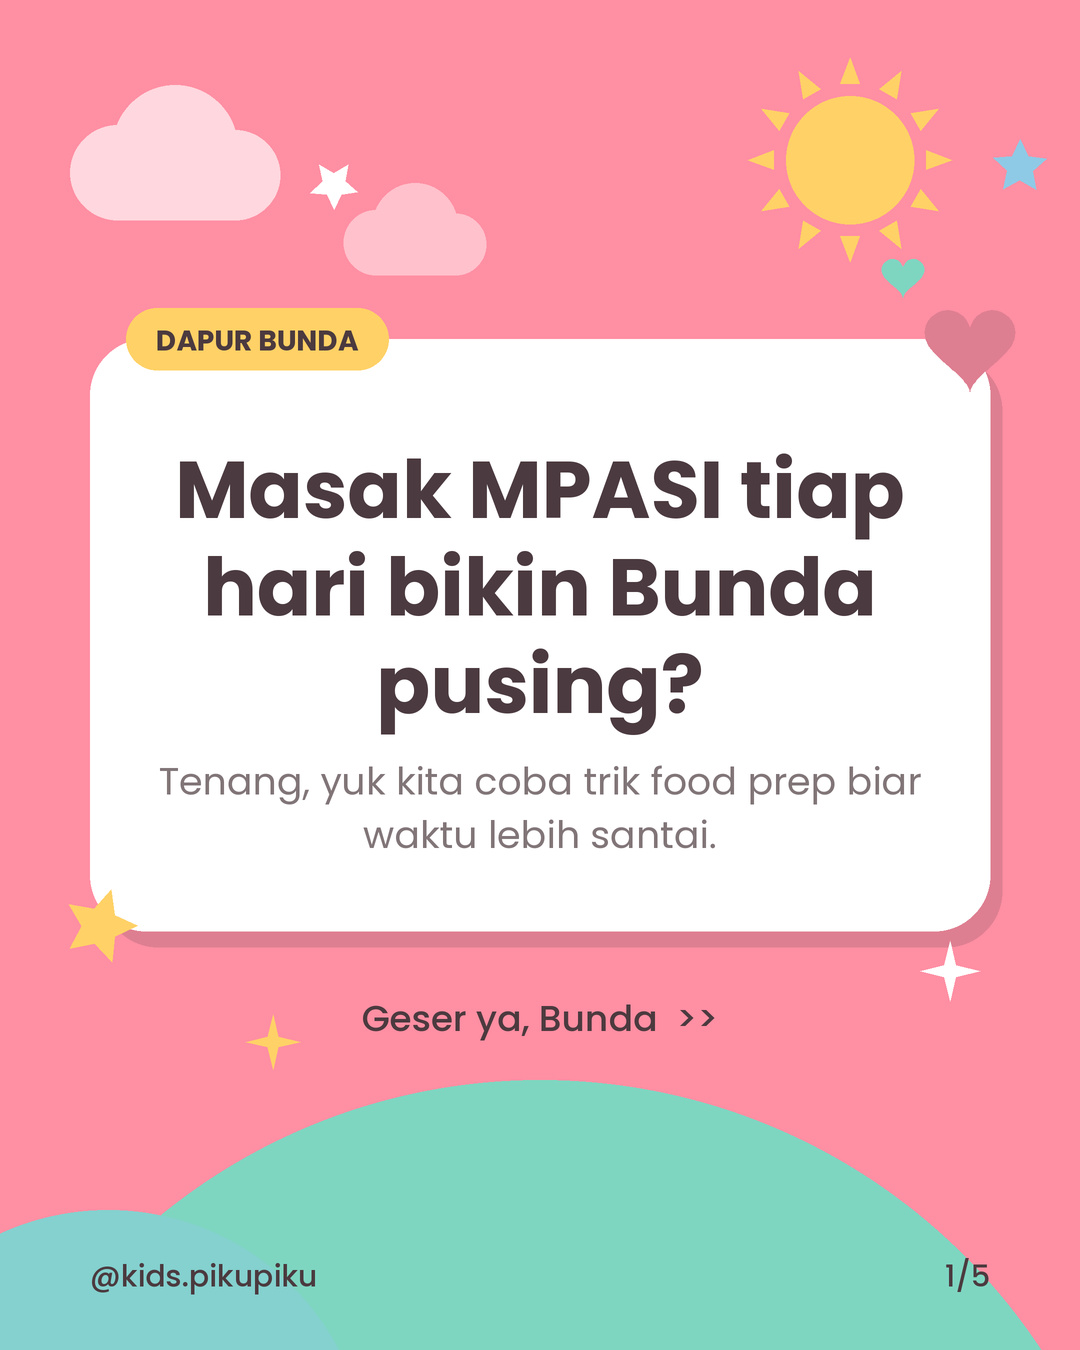 DAPUR BUNDA
Masak MPASI tiap
hari bikin Bunda
pusing?
Tenang, yuk kita coba trik food prep biar
waktu lebih santai.
Geser ya, Bunda >>
@kids.pikupiku
1/5